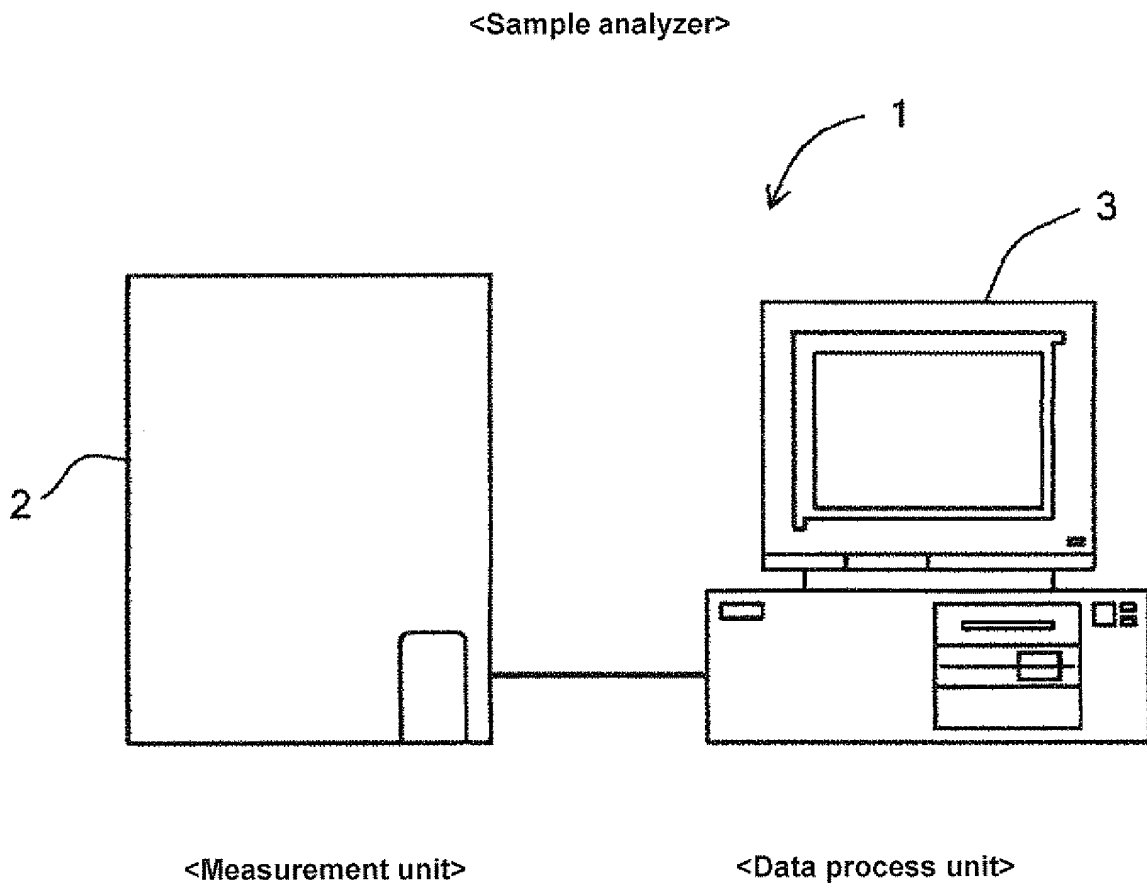 <Sample analyzer>
1
3
2
<Measurement unit>
<Data process unit>